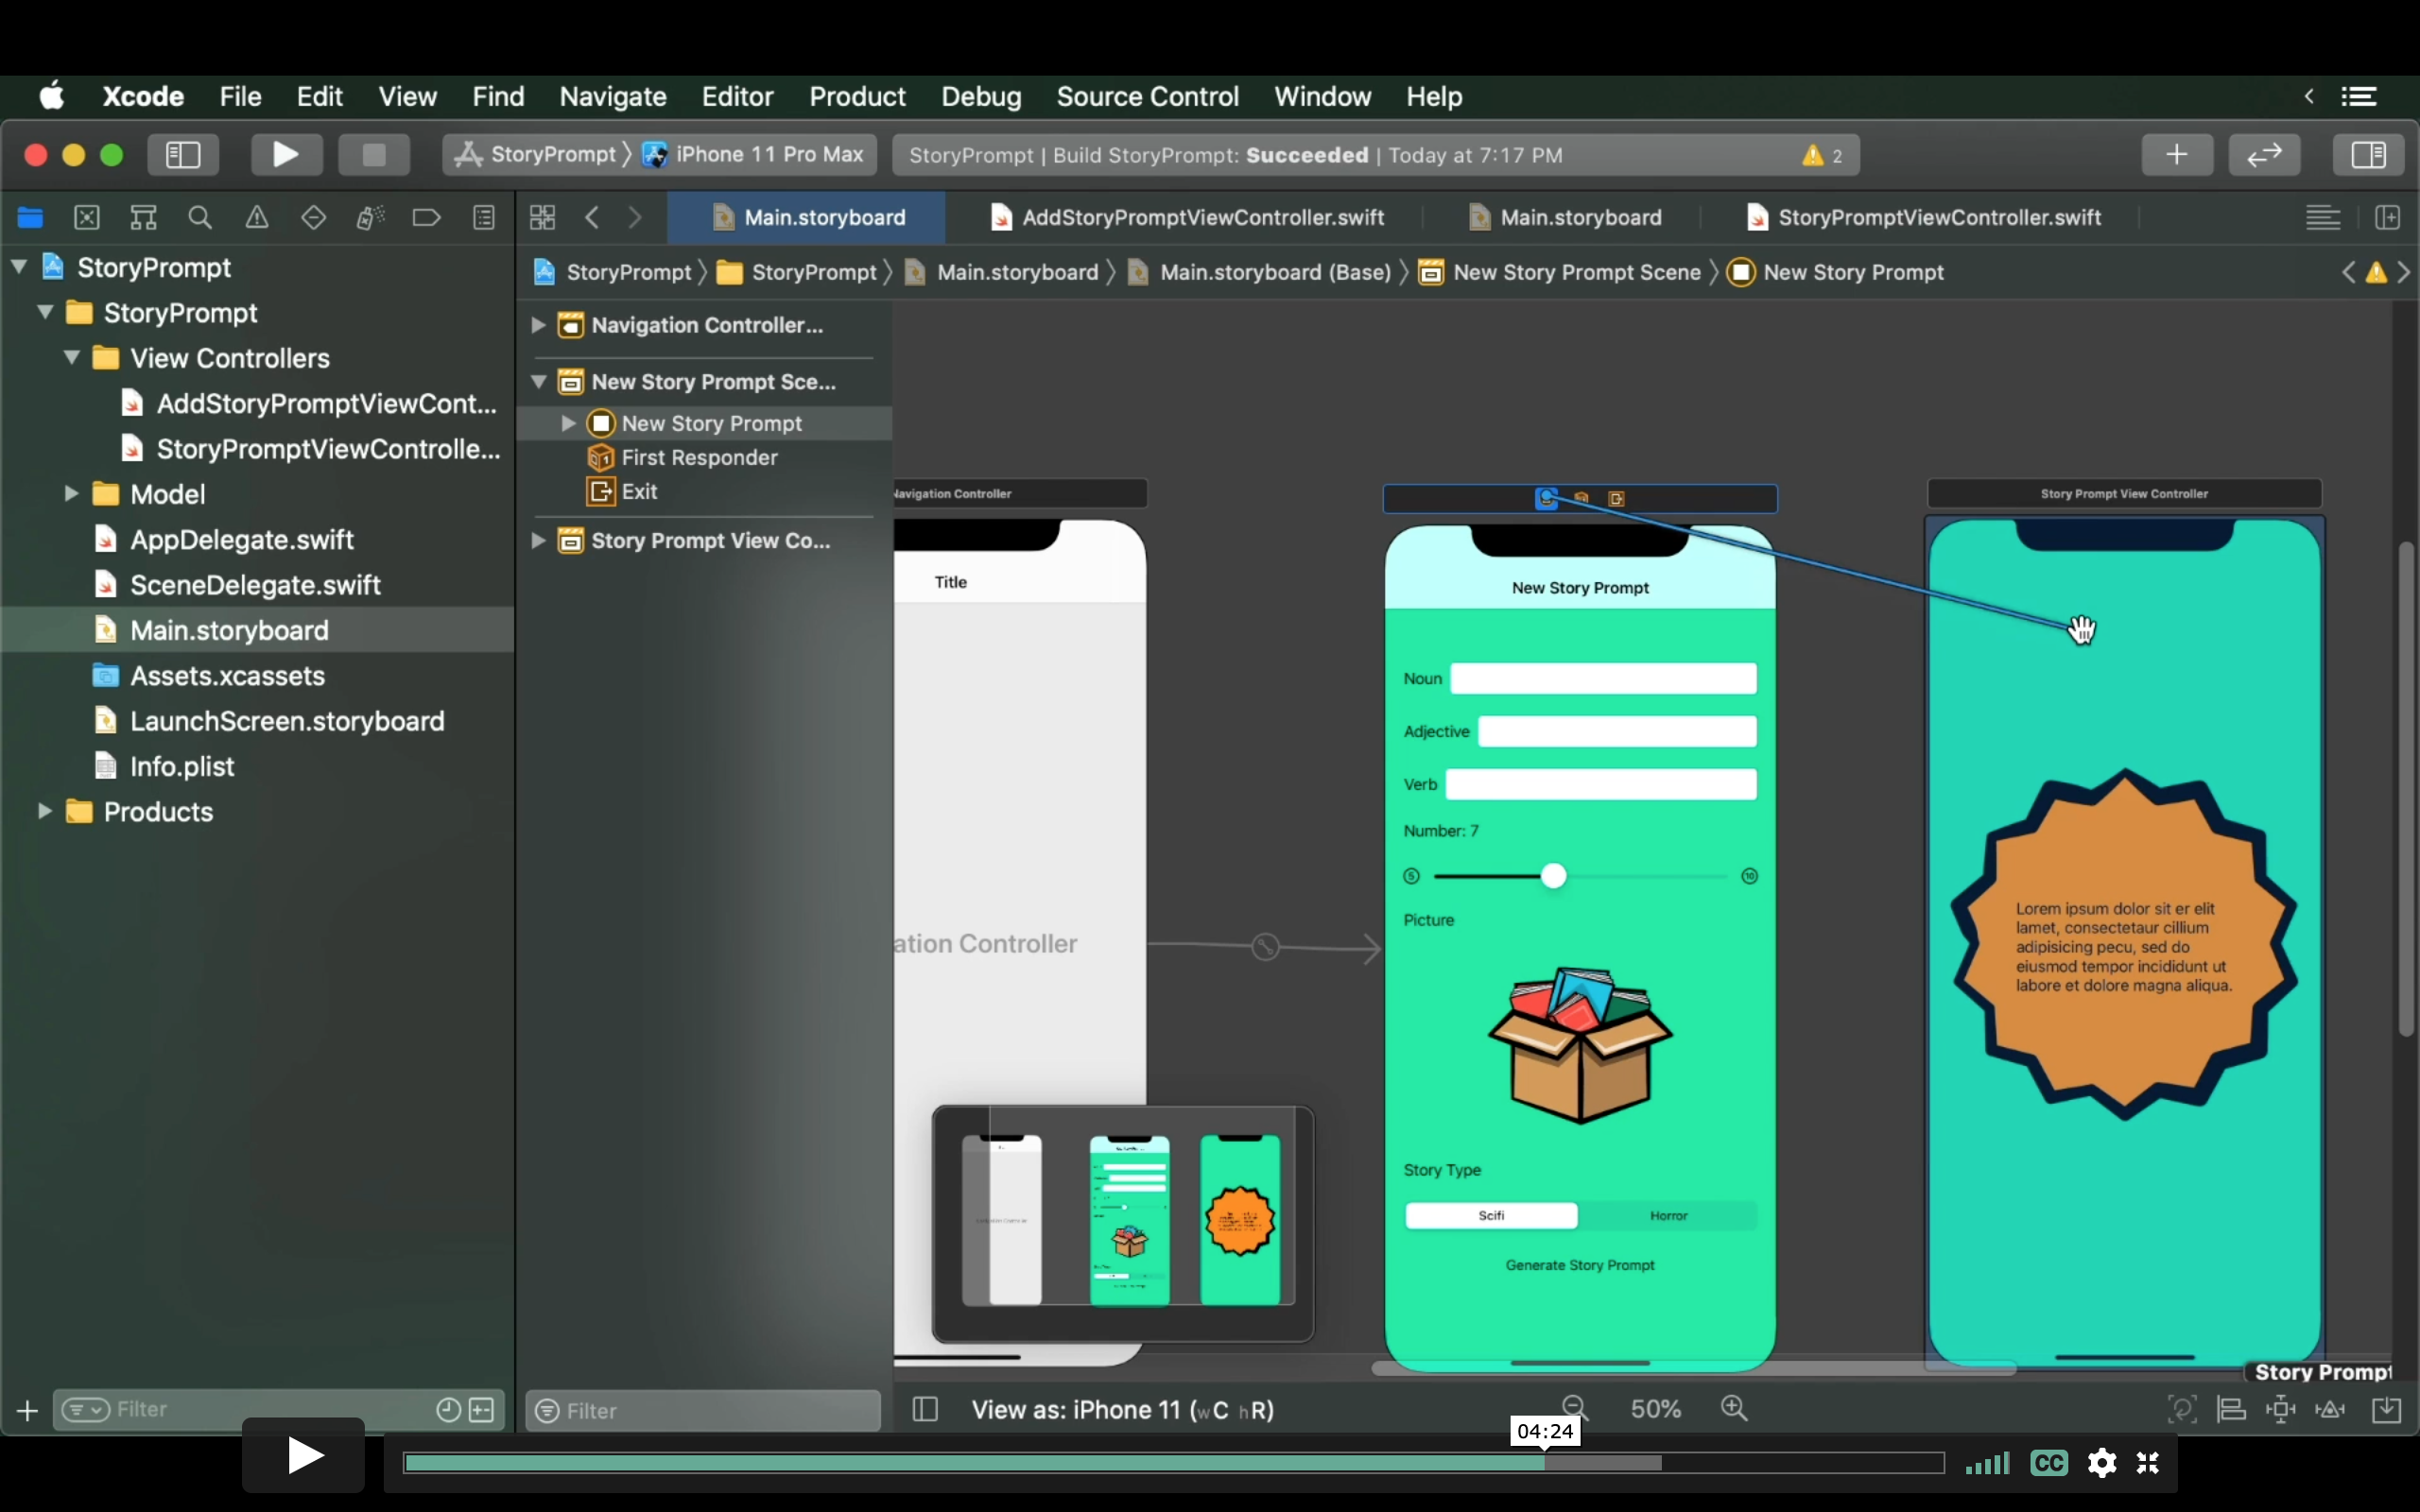 Xcode File Edit View Find Navigate Editor Product Debug Source Control Window Help
StoryPrompt iPhone 11 Pro Max
StoryPrompt | Build StoryPrompt: Succeeded | Today at 7:17 PM 2
Main.storyboard AddStoryPromptViewController.swift Main.storyboard StoryPromptViewController.swift
StoryPrompt StoryPrompt Main.storyboard Main.storyboard (Base) New Story Prompt Scene New Story Prompt
StoryPrompt
StoryPrompt
View Controllers
AddStoryPromptViewCont...
StoryPromptViewControlle...
Model
AppDelegate.swift
SceneDelegate.swift
Main.storyboard
Assets.xcassets
LaunchScreen.storyboard
Info.plist
Products
Filter
Navigation Controller...
New Story Prompt Sce...
New Story Prompt
First Responder
Exit
Story Prompt View Co...
Filter
Navigation Controller
Title
ation Controller
New Story Prompt
Noun
Adjective
Verb
Number: 7
5 10
Picture
Story Type
Scifi Horror
Generate Story Prompt
Story Prompt View Controller
Lorem ipsum dolor sit er elit
lamet, consectetaur cillium
adipisicing pecu, sed do
eiusmod tempor incididunt ut
labore et dolore magna aliqua.
Story Prompt
View as: iPhone 11 (wC hR)
50%
04:24
CC